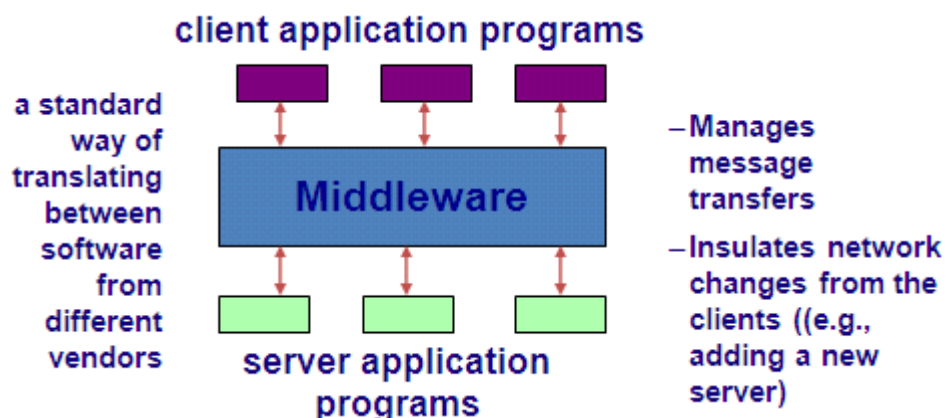 client application programs
a standard
way of
translating
between
software
from
different
vendors
Middleware
–Manages
message
transfers
–Insulates network
changes from the
clients ((e.g.,
adding a new
server)
server application
programs